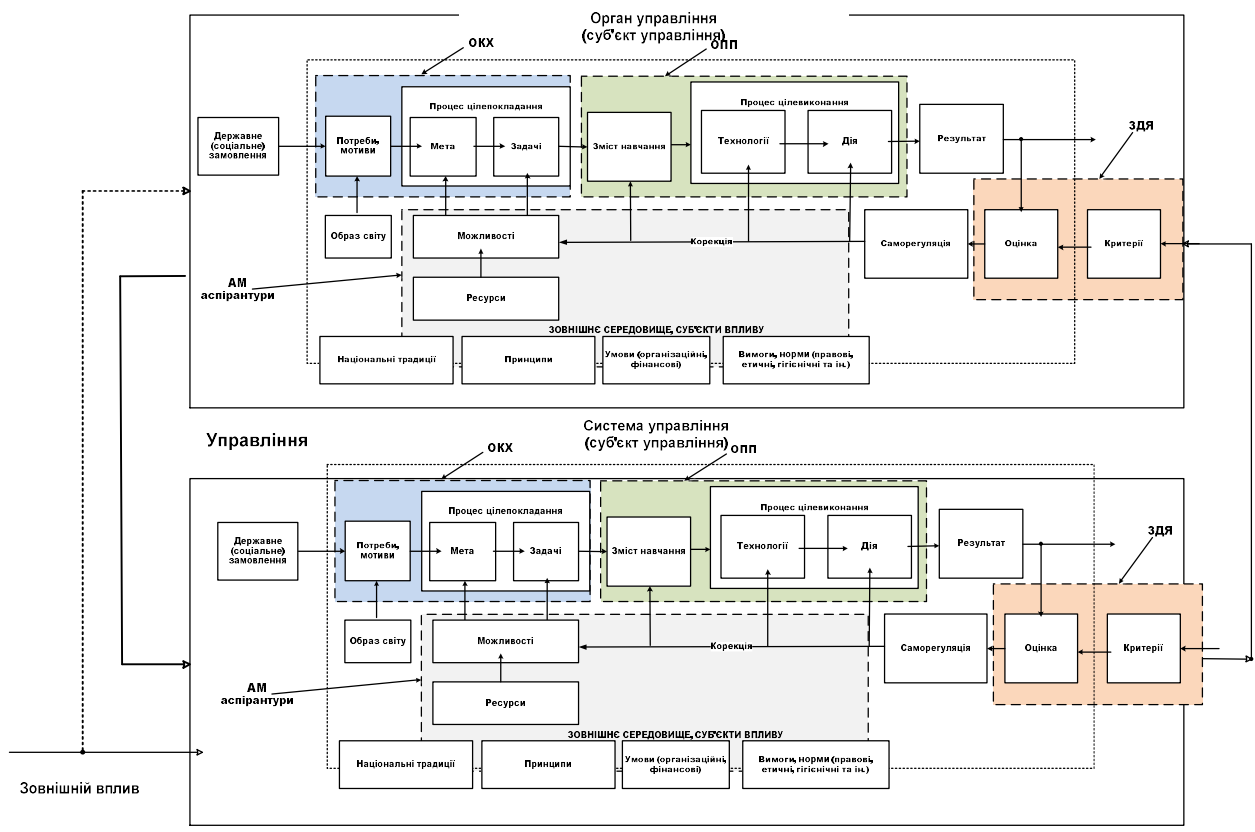 Орган управління
(суб'єкт управління)
ОКХ
ОПП
Процес цілепокладання
Процес цілевиконання
Державне
(соціальне)
замовлення
Потреби,
мотиви
Мета
Задачі
Зміст навчання
Технології
Дія
Результат
ЗДЯ
Образ світу
Можливості
Корекція
Саморегуляція
Оцінка
Критерії
АМ
аспірантури
Ресурси
ЗОВНІШНЄ СЕРЕДОВИЩЕ, СУБ'ЄКТИ ВПЛИВУ
Національні традиції
Принципи
Умови (організаційні,
фінансові)
Вимоги, норми (правові,
етичні, гігієнічні та ін.)
Управління
Система управління
(суб'єкт управління)
ОКХ
ОПП
Процес цілепокладання
Процес цілевиконання
Державне
(соціальне)
замовлення
Потреби,
мотиви
Мета
Задачі
Зміст навчання
Технології
Дія
Результат
ЗДЯ
Образ світу
Можливості
Корекція
Саморегуляція
Оцінка
Критерії
АМ
аспірантури
Ресурси
ЗОВНІШНЄ СЕРЕДОВИЩЕ, СУБ'ЄКТИ ВПЛИВУ
Національні традиції
Принципи
Умови (організаційні,
фінансові)
Вимоги, норми (правові,
етичні, гігієнічні та ін.)
Зовнішній вплив